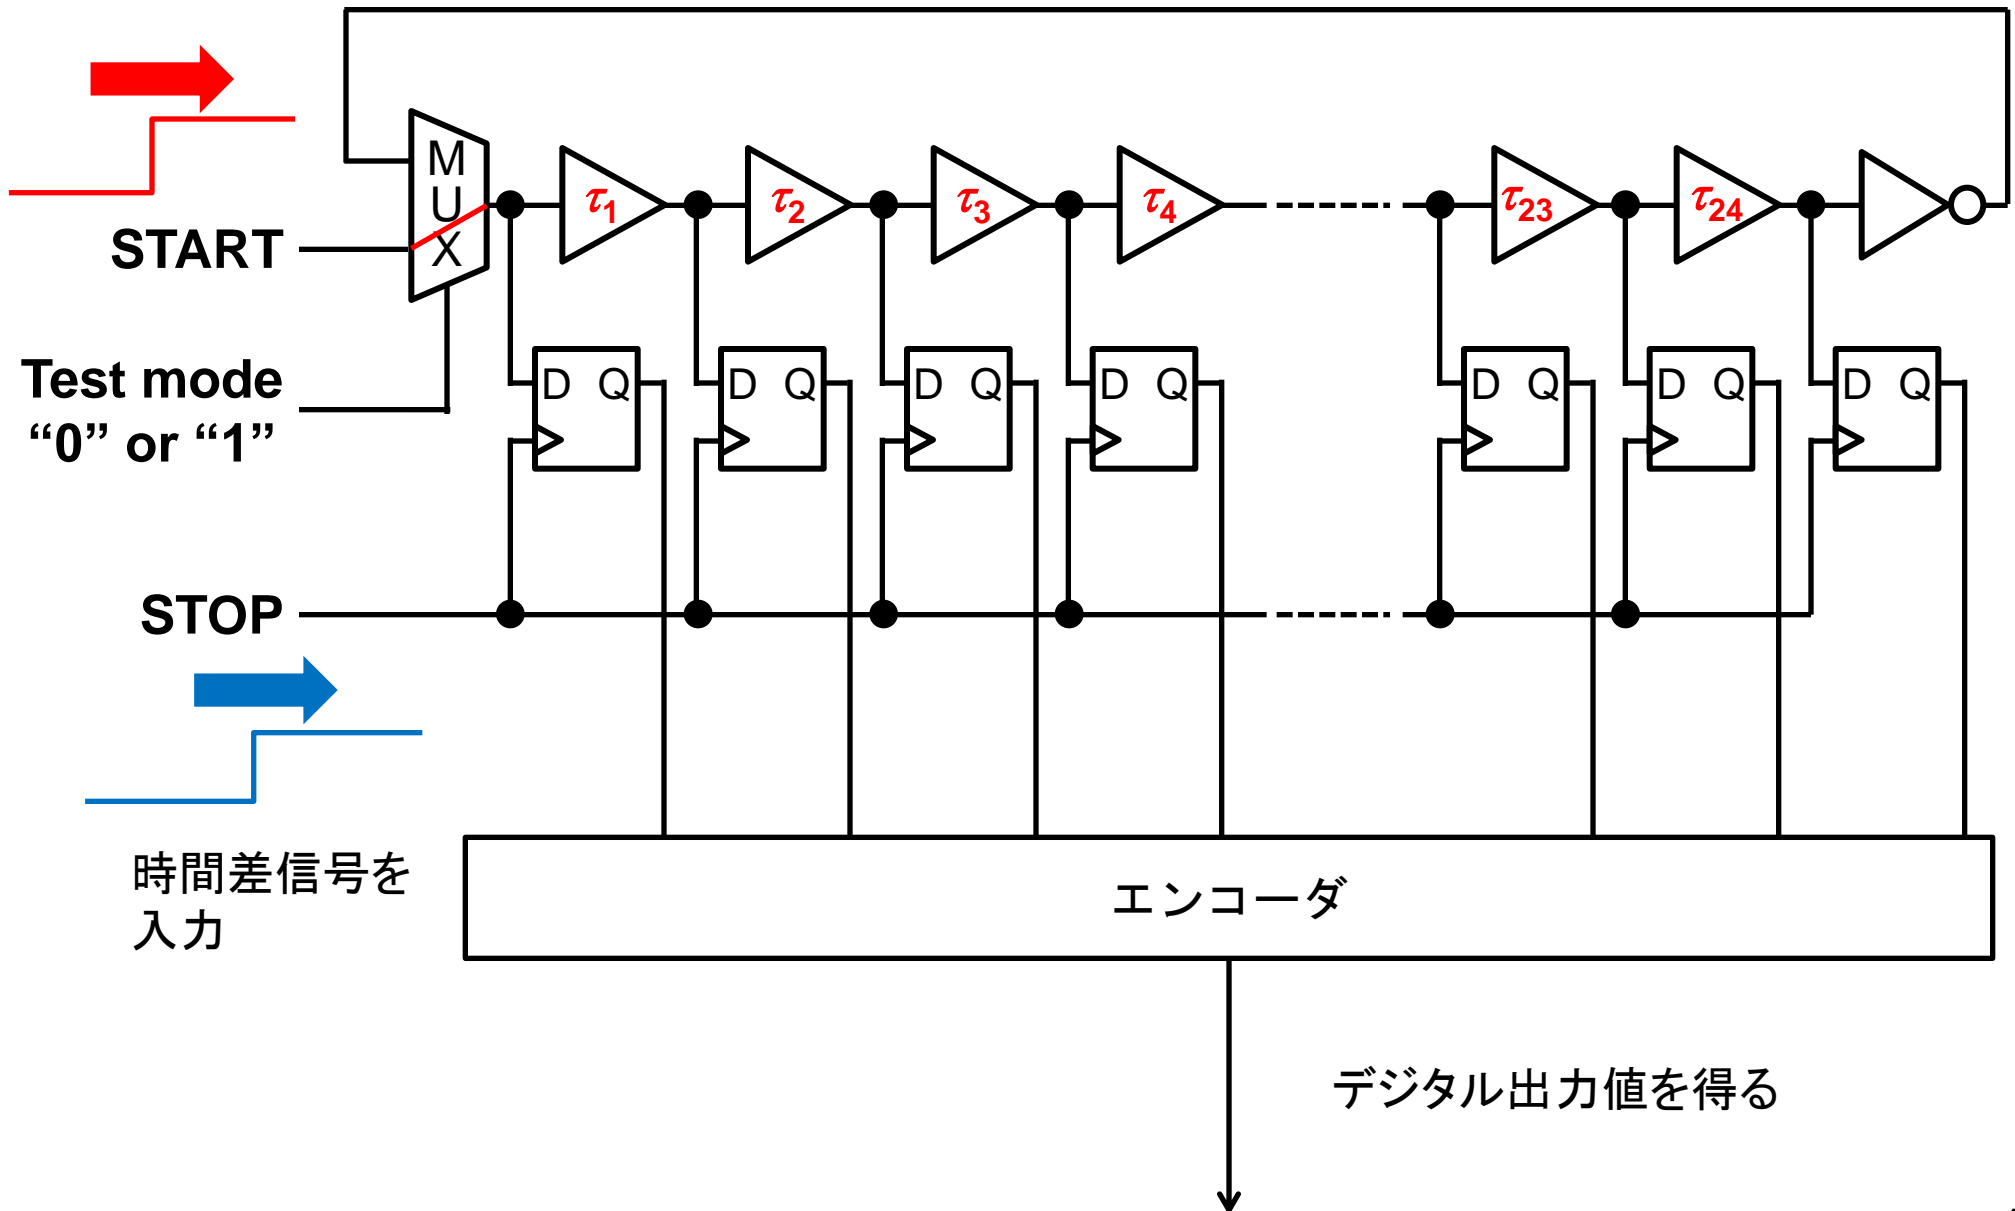 M
U
X
τ1
τ2
τ3
τ4
τ23
τ24
START
Test mode
“0” or “1”
D Q
D Q
D Q
D Q
D Q
D Q
D Q
STOP
時間差信号を
入力
エンコーダ
デジタル出力値を得る